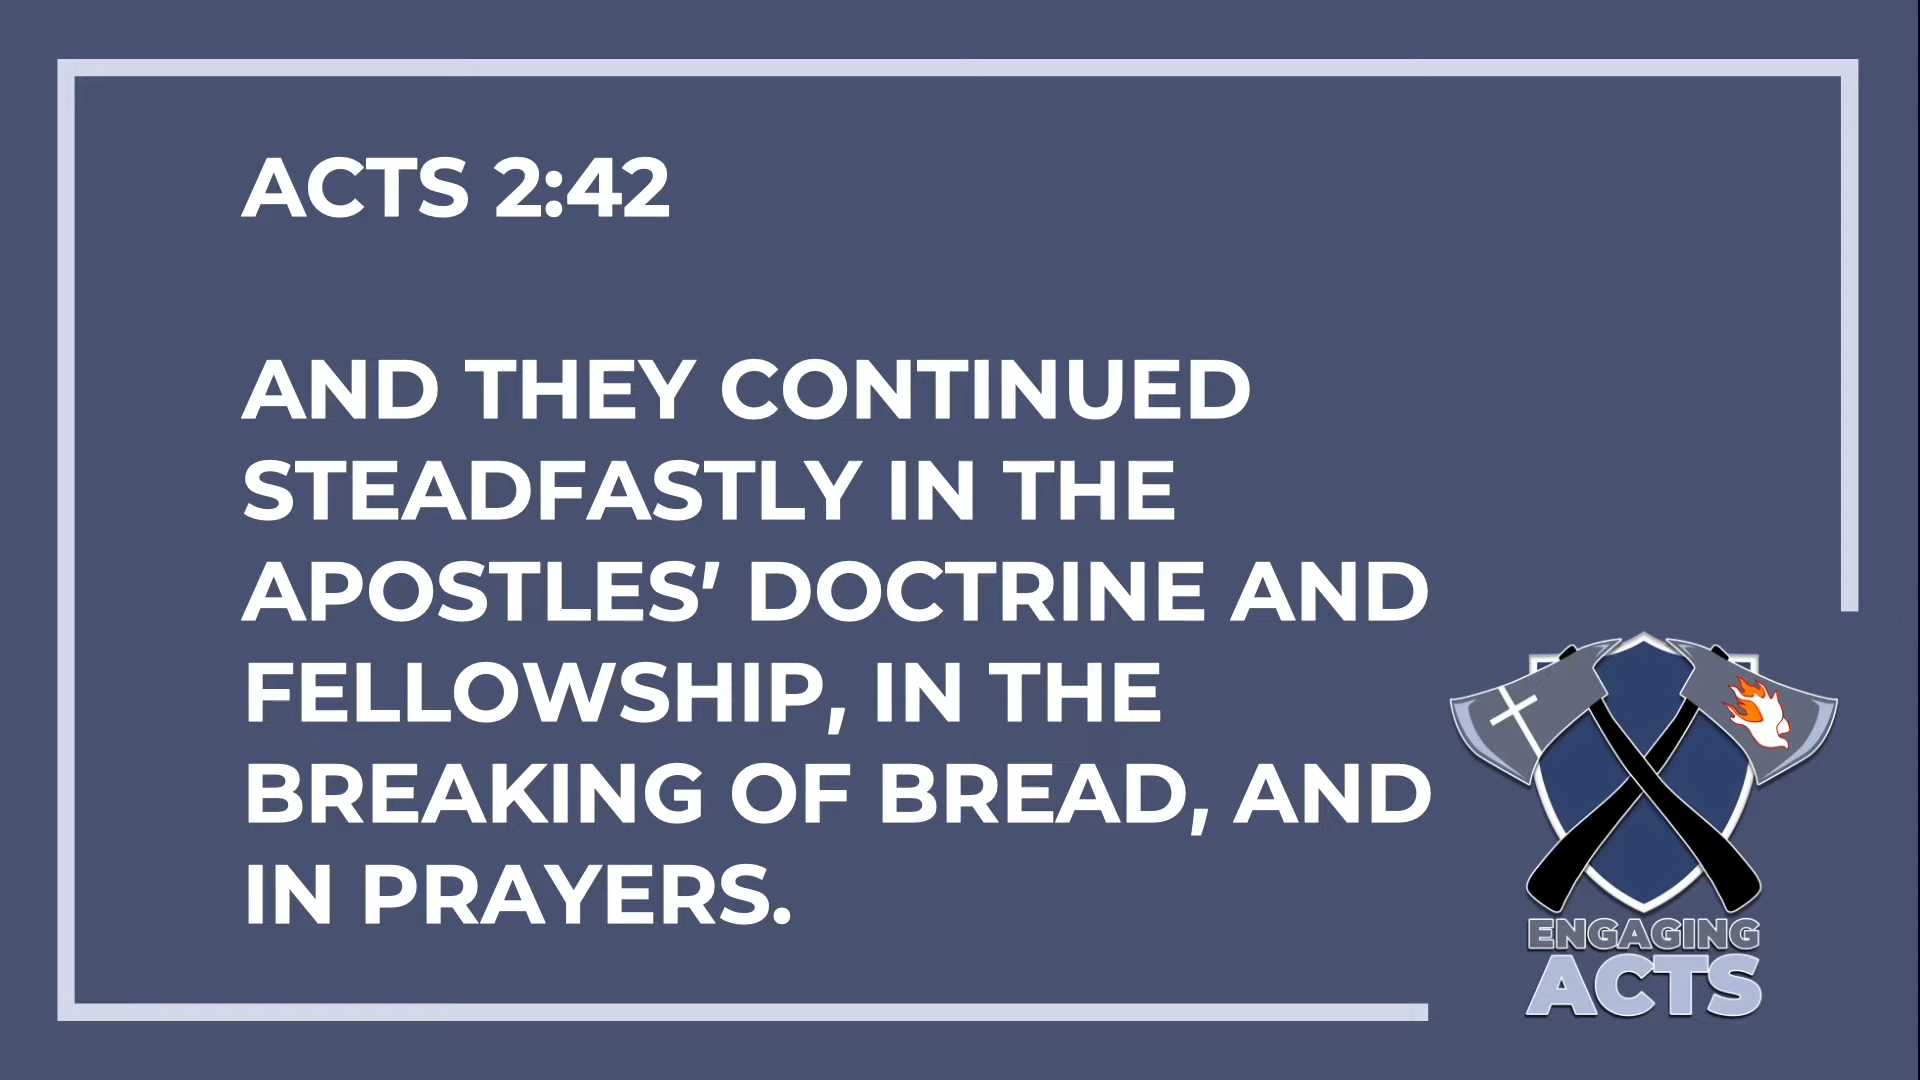 ACTS 2:42
AND THEY CONTINUED
STEADFASTLY IN THE
APOSTLES' DOCTRINE AND
FELLOWSHIP, IN THE
BREAKING OF BREAD, AND
IN PRAYERS.
ENGAGING
ACTS